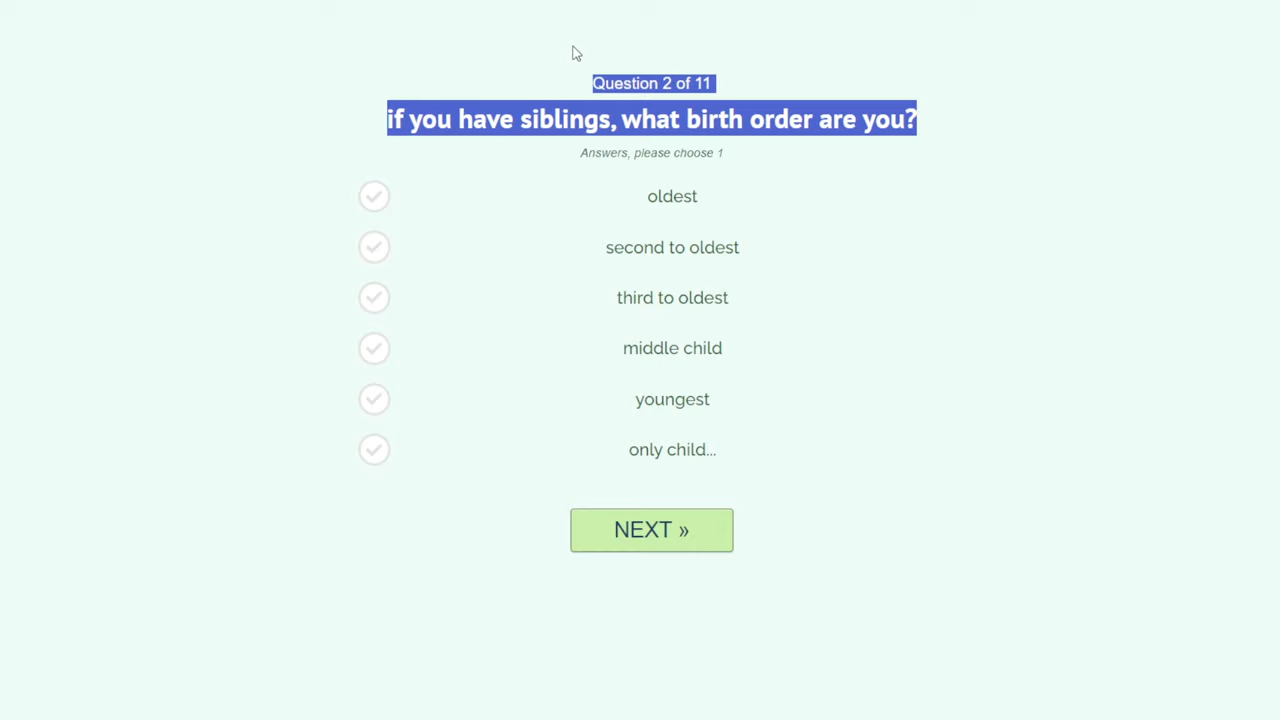 Question 2 of 11
if you have siblings, what birth order are you?
Answers, please choose 1
oldest
second to oldest
third to oldest
middle child
youngest
only child...
NEXT »